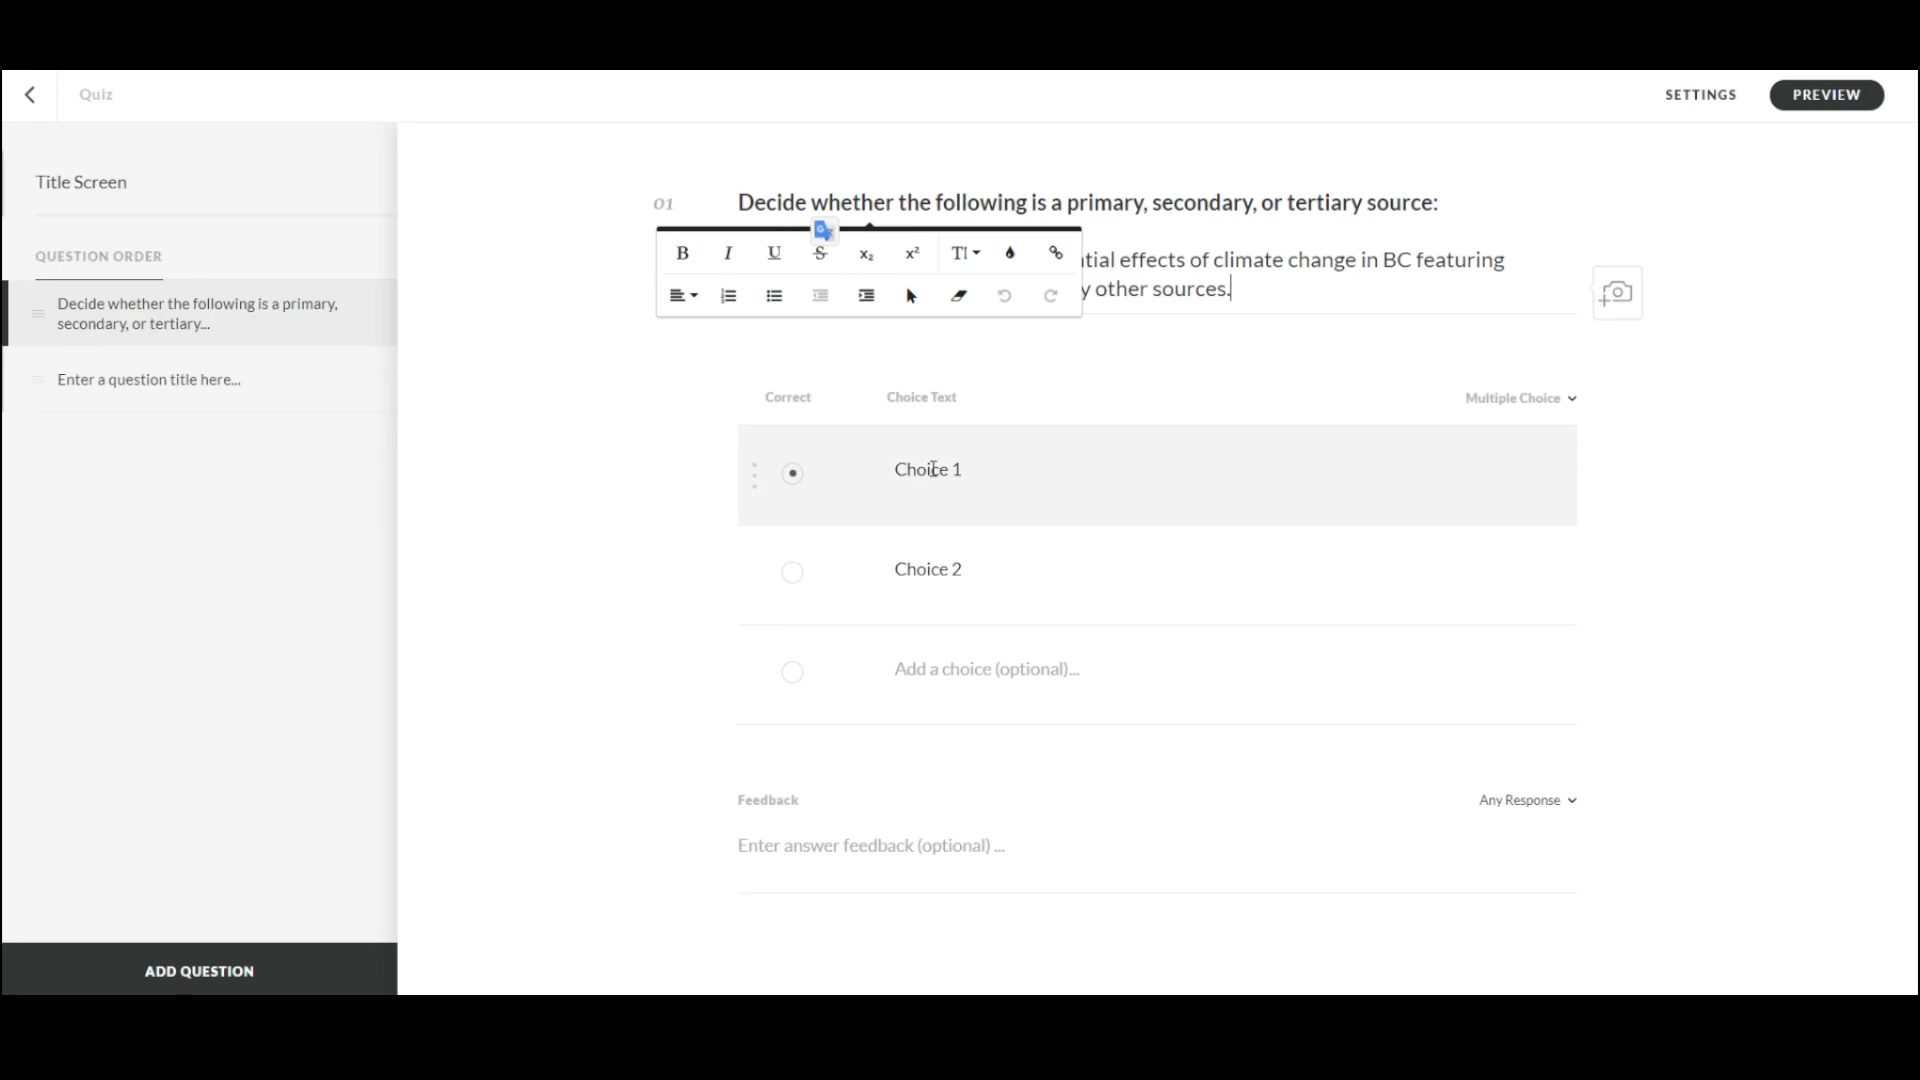 Quiz
SETTINGS
PREVIEW
Title Screen
QUESTION ORDER
Decide whether the following is a primary,
secondary, or tertiary...
Enter a question title here...
ADD QUESTION
01
Decide whether the following is a primary, secondary, or tertiary source:
B I U S x₂ x² TI
effects of climate change in BC featuring
other sources.
Correct
Choice Text
Multiple Choice
Choice 1
Choice 2
Add a choice (optional)...
Feedback
Any Response
Enter answer feedback (optional) ...